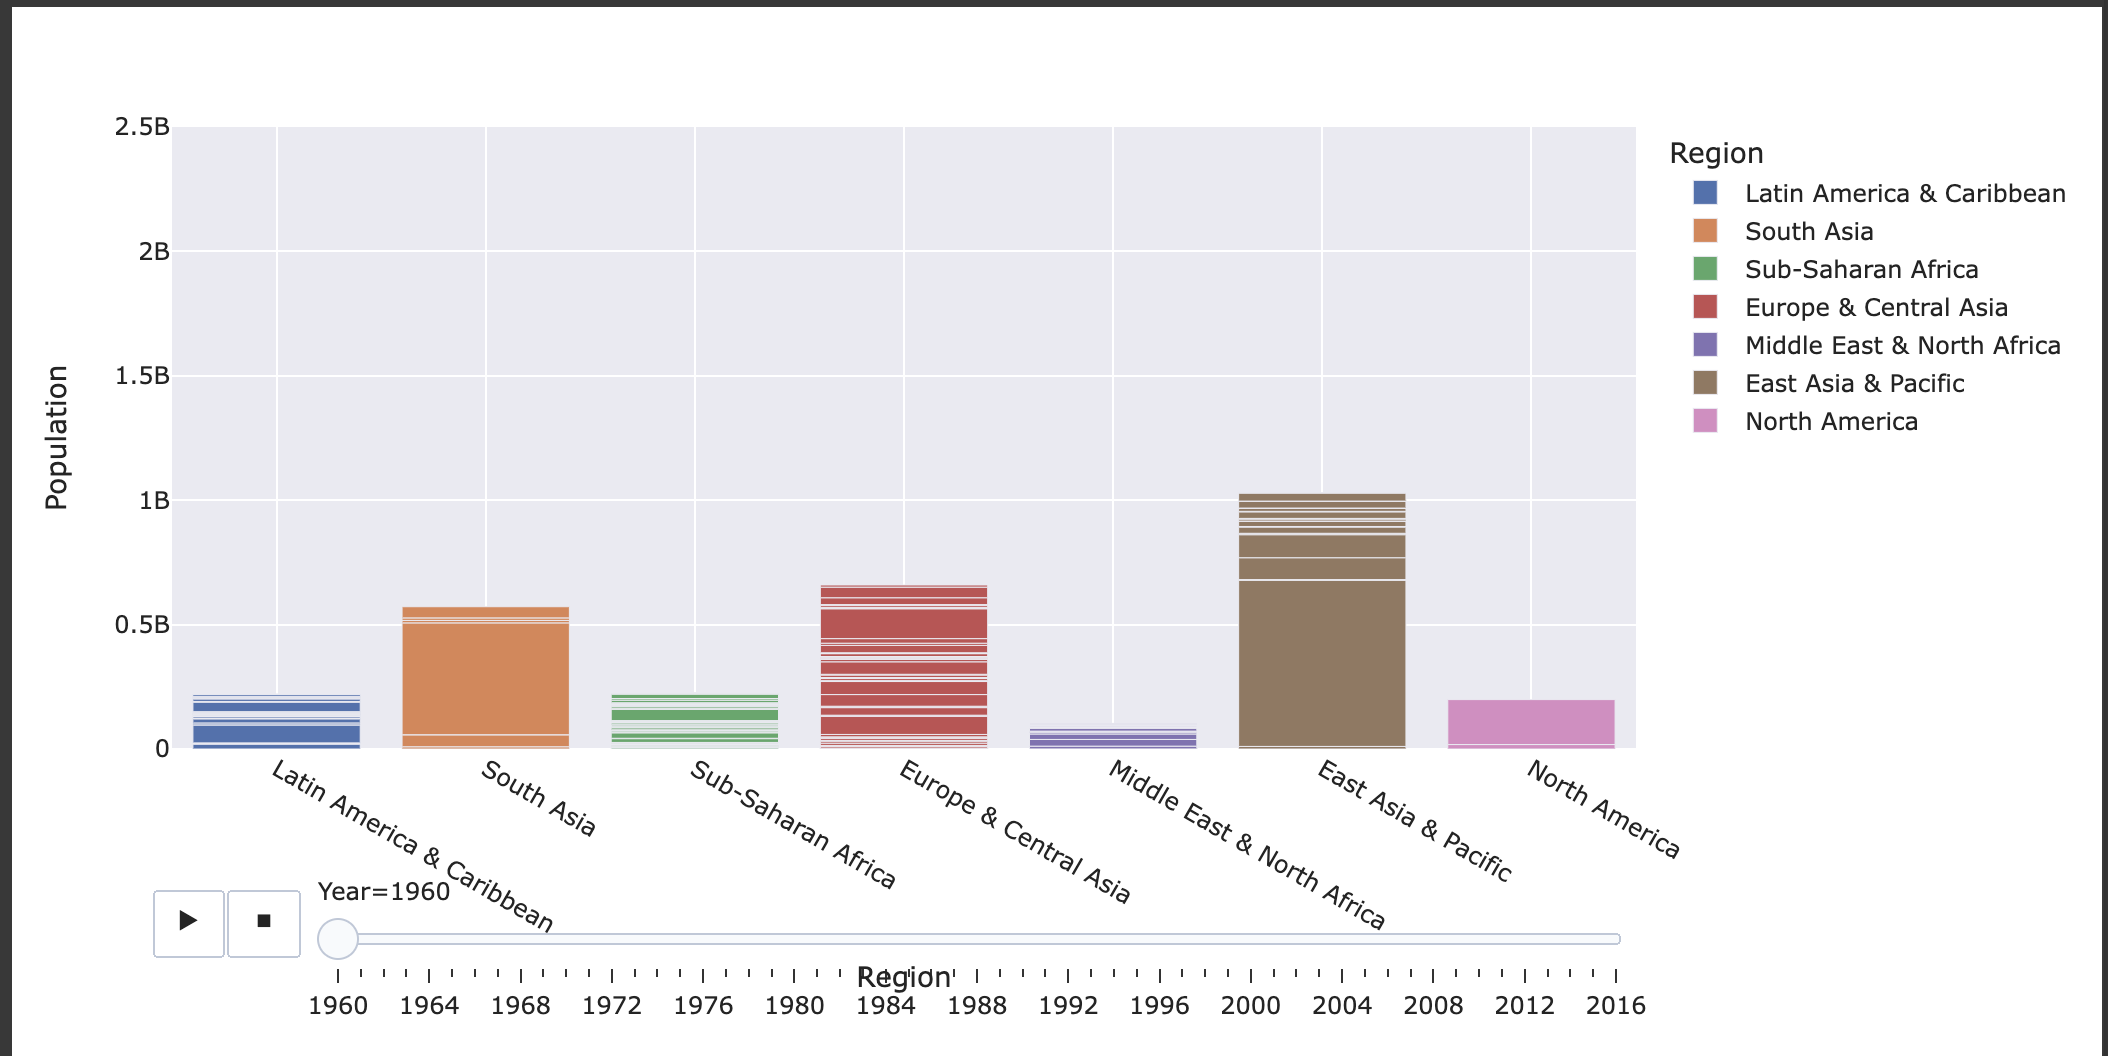 2.5B
2B
1.5B
1B
0.5B
0
Population
Region
Latin America & Caribbean
South Asia
Sub-Saharan Africa
Europe & Central Asia
Middle East & North Africa
East Asia & Pacific
North America
Latin America & Caribbean
South Asia
Sub-Saharan Africa
Europe & Central Asia
Middle East & North Africa
East Asia & Pacific
North America
Year=1960
Region
1960 1964 1968 1972 1976 1980 1984 1988 1992 1996 2000 2004 2008 2012 2016